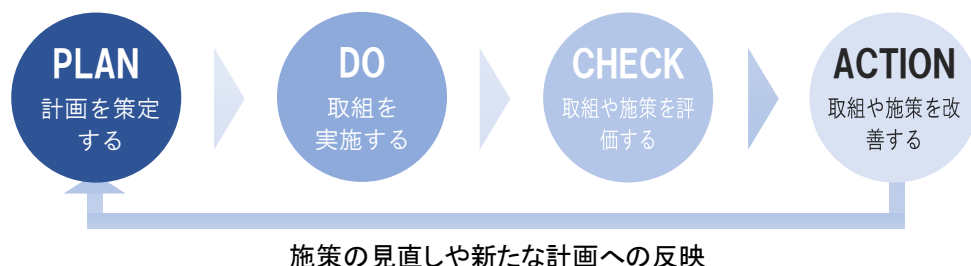 PLAN
計画を策定
する
DO
取組を
実施する
CHECK
取組や施策を評
価する
ACTION
取組や施策を改
善する
施策の見直しや新たな計画への反映